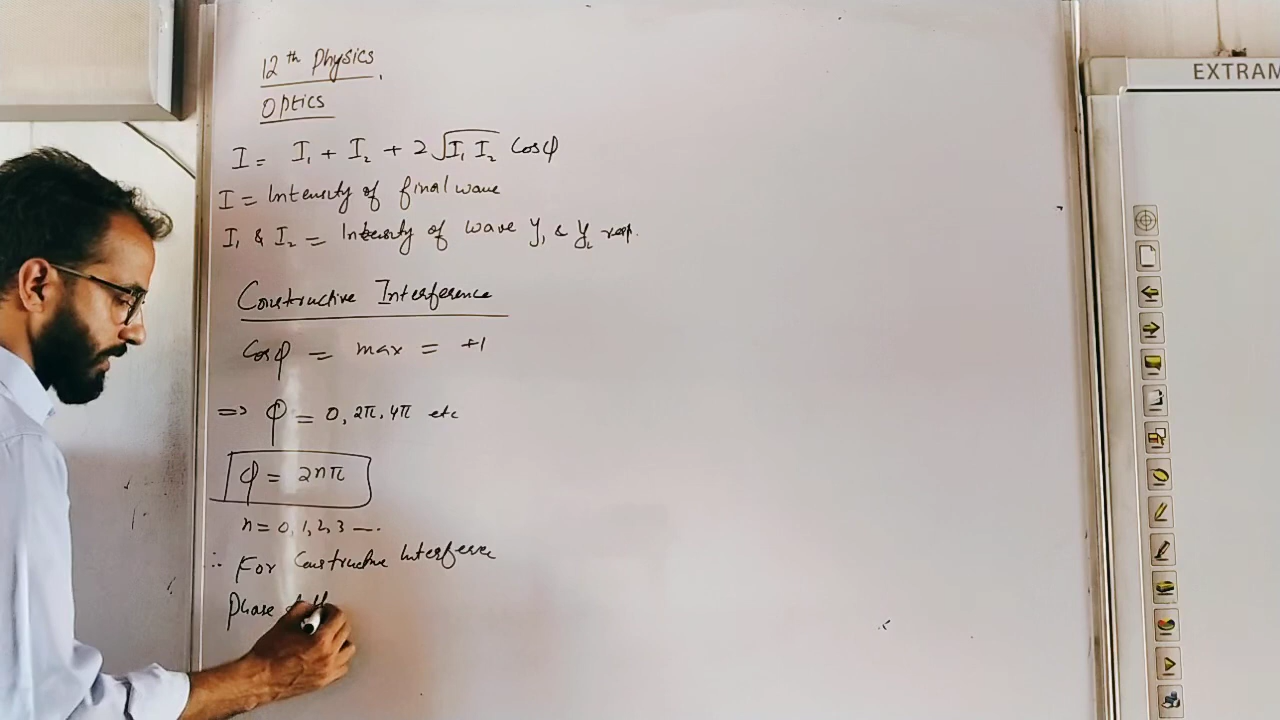 12th Physics
Optics
I = I₁ + I₂ + 2√I₁ I₂ Cosφ
I = Intensity of final wave
I₁ & I₂ = Intensity of wave y₁ & y₂ resp.
Constructive Interference
Cosφ = max = +1
=> φ = 0, 2π, 4π etc
φ = 2nπ
n = 0, 1, 2, 3 ---.
∴ For Constructive Interference
Phase
EXTRAM